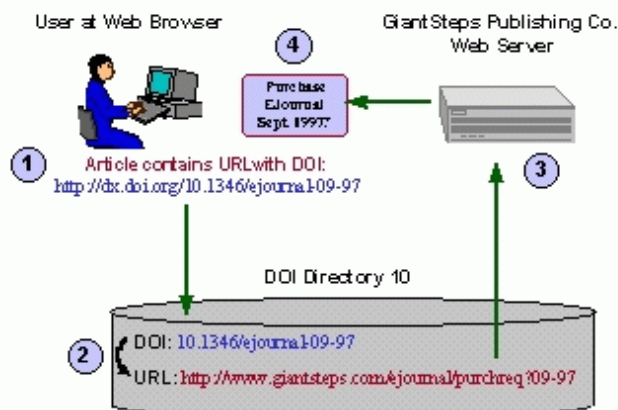 User at Web Browser
GiantSteps Publishing Co.
Web Server
4
Purchase
EJournal
Sept. 1997?
1
Article contains URL with DOI:
http://dx.doi.org/10.1346/ejournal-09-97
3
DOI Directory 10
2
DOI: 10.1346/ejournal-09-97
URL: http://www.giantsteps.com/ejournal/purchreq?09-97